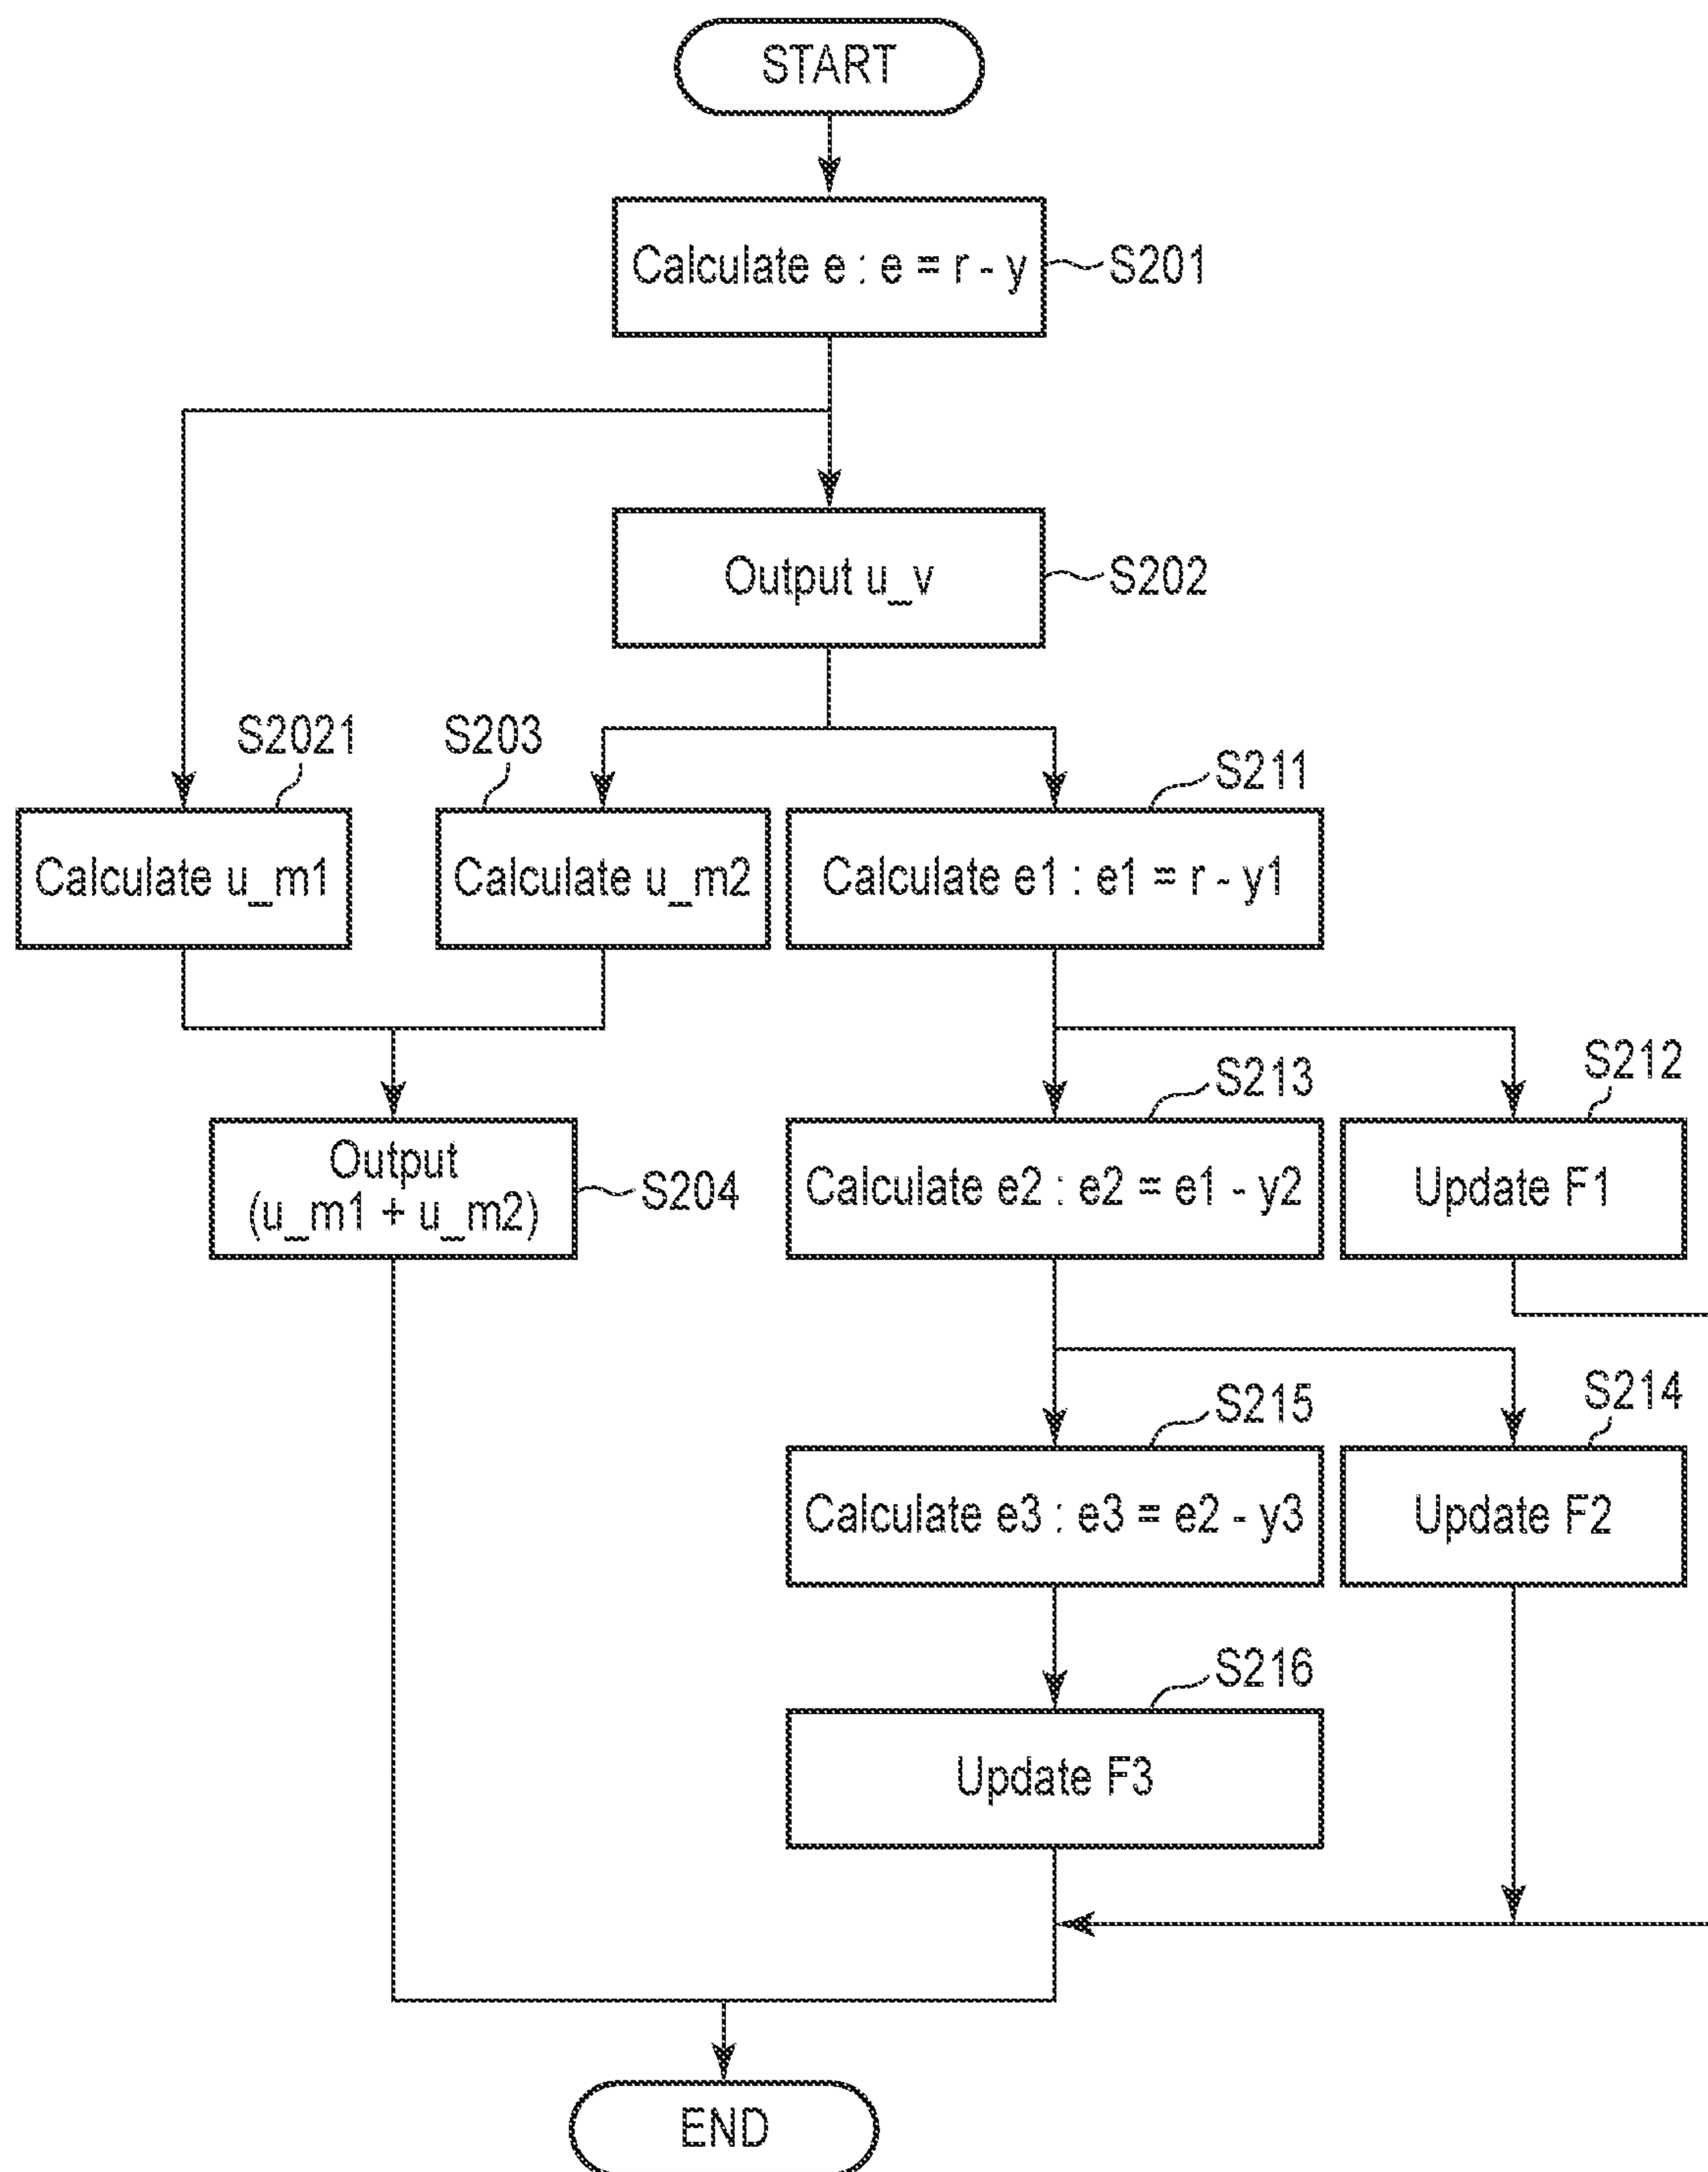 START
Calculate e : e = r - y
S201
Output u_v
S202
S2021
S203
S211
Calculate u_m1
Calculate u_m2
Calculate e1 : e1 = r - y1
S213
S212
Output
(u_m1 + u_m2)
S204
Calculate e2 : e2 = e1 - y2
Update F1
S215
S214
Calculate e3 : e3 = e2 - y3
Update F2
S216
Update F3
END